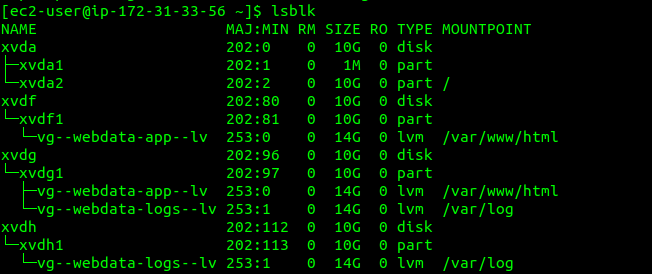 [ec2-user@ip-172-31-33-56 ~]$ lsblk
NAME                    MAJ:MIN RM  SIZE RO TYPE MOUNTPOINT
xvda                    202:0    0   10G  0 disk
├─xvda1                 202:1    0    1M  0 part
└─xvda2                 202:2    0   10G  0 part /
xvdf                    202:80   0   10G  0 disk
└─xvdf1                 202:81   0   10G  0 part
  └─vg--webdata-app--lv 253:0    0   14G  0 lvm  /var/www/html
xvdg                    202:96   0   10G  0 disk
└─xvdg1                 202:97   0   10G  0 part
  ├─vg--webdata-app--lv 253:0    0   14G  0 lvm  /var/www/html
  └─vg--webdata-logs--lv 253:1    0   14G  0 lvm  /var/log
xvdh                    202:112  0   10G  0 disk
└─xvdh1                 202:113  0   10G  0 part
  └─vg--webdata-logs--lv 253:1    0   14G  0 lvm  /var/log